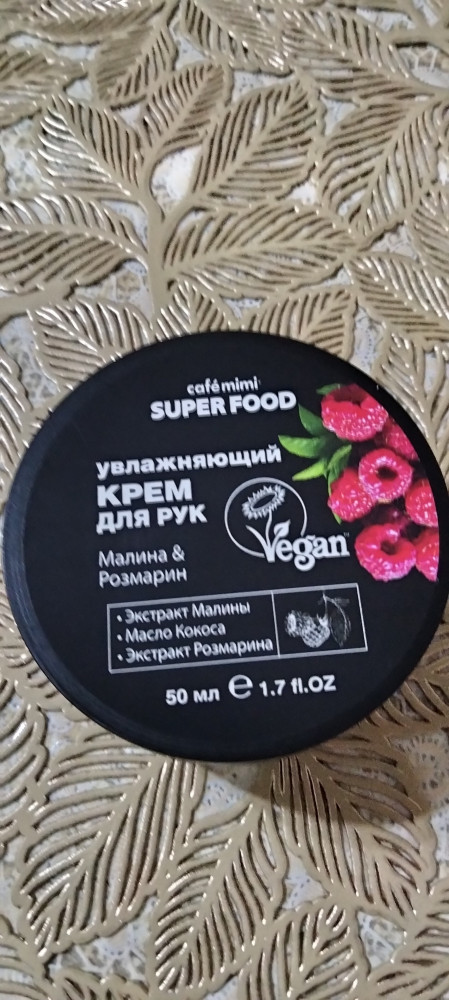 café mimi
SUPER FOOD
увлажняющий
КРЕМ
для рук
Vegan™
Малина &
Розмарин
• Экстракт Малины
• Масло Кокоса
• Экстракт Розмарина
50 мл ℮ 1.7 fl.oz